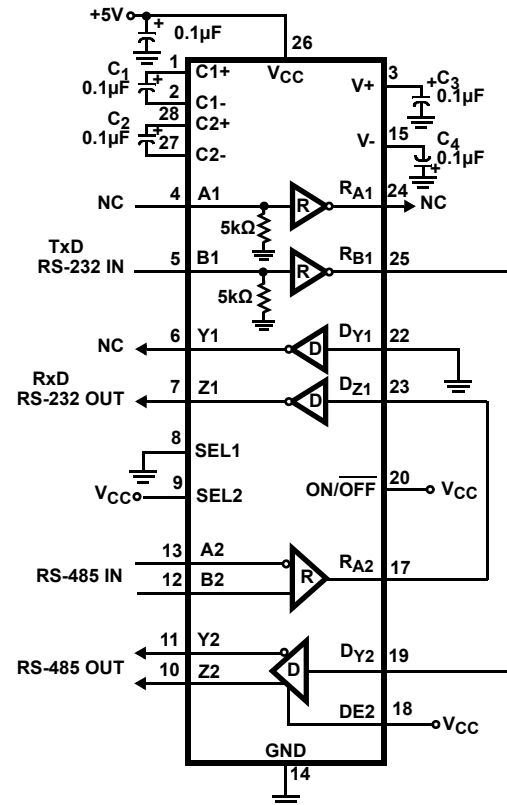 +5V
+
0.1µF
26
VCC
1
C1+
C1
0.1µF
+
2
C1-
28
C2+
C2
0.1µF
+
27
C2-
3
V+
+
C3
0.1µF
15
V-
C4
0.1µF
+
NC
4
A1
R
RA1
24
NC
5kΩ
TxD
RS-232 IN
5
B1
R
RB1
25
5kΩ
NC
6
Y1
D
DY1
22
RxD
RS-232 OUT
7
Z1
D
DZ1
23
8
SEL1
9
VCC
SEL2
ON/OFF
20
VCC
RS-485 IN
13
A2
12
B2
R
RA2
17
RS-485 OUT
11
Y2
10
Z2
D
DY2
19
DE2
18
VCC
GND
14